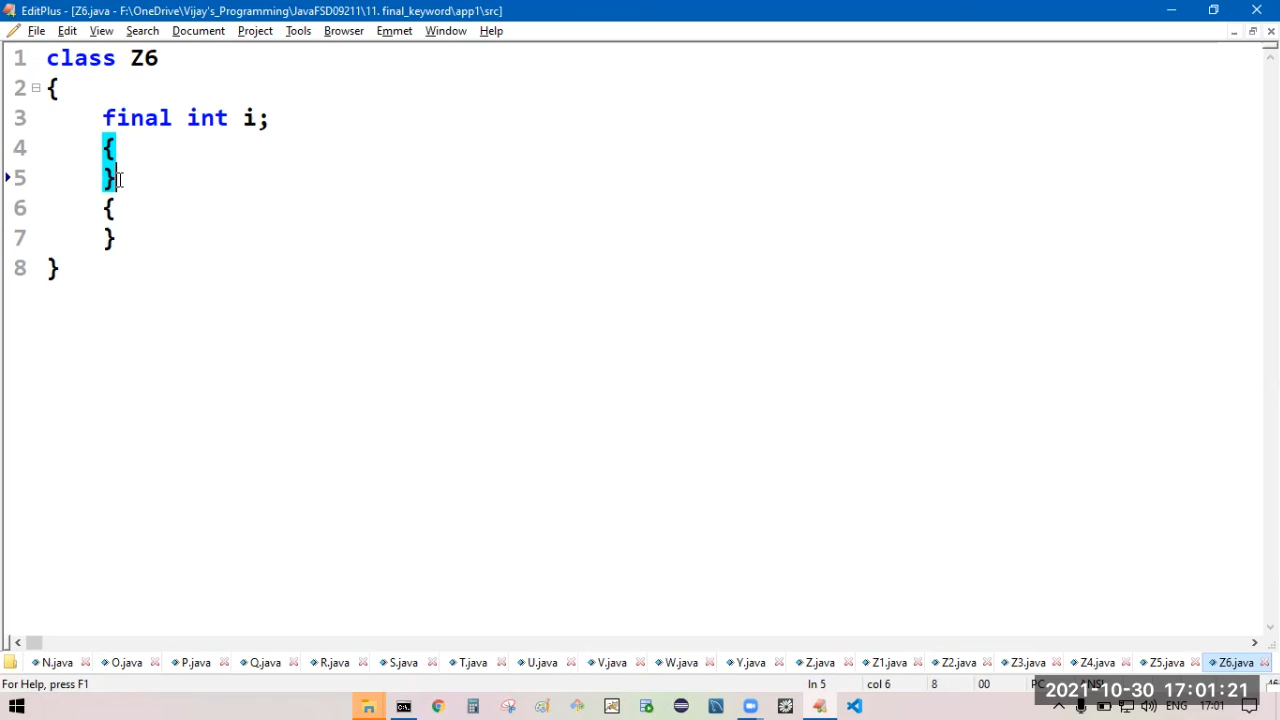 EditPlus - [Z6.java - F:\OneDrive\Vijay's_Programming\JavaFSD09211\11. final_keyword\app1\src]
File Edit View Search Document Project Tools Browser Emmet Window Help
1 class Z6
2 {
3 final int i;
4 {
5 }
6 {
7 }
8 }
N.java O.java P.java Q.java R.java S.java T.java U.java V.java W.java Y.java Z.java Z1.java Z2.java Z3.java Z4.java Z5.java Z6.java
For Help, press F1 ln 5 col 6 8 00 PC ANSI
2021-10-30 17:01:21
ENG 17:01